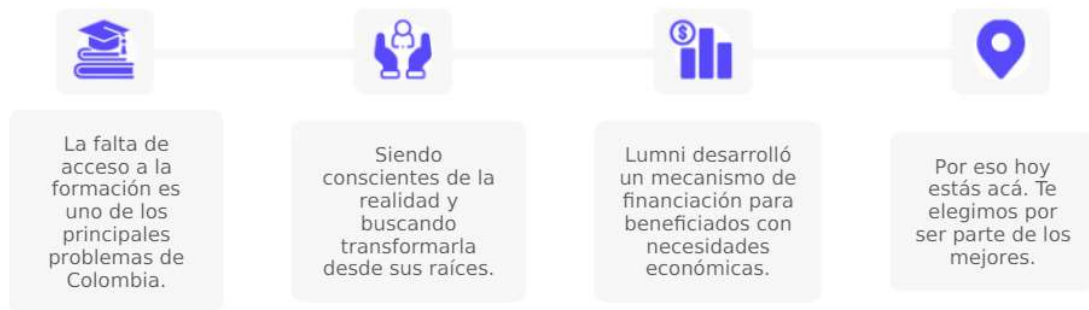 La falta de
acceso a la
formación es
uno de los
principales
problemas de
Colombia.
Siendo
conscientes de la
realidad y
buscando
transformarla
desde sus raíces.
Lumni desarrolló
un mecanismo de
financiación para
beneficiados con
necesidades
económicas.
Por eso hoy
estás acá. Te
elegimos por
ser parte de los
mejores.